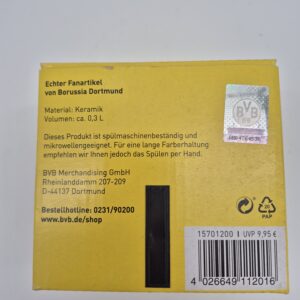 Echter Fanartikel
von Borussia Dortmund
Material: Keramik
Volumen: ca. 0,3 L
Dieses Produkt ist spülmaschinenbeständig und
mikrowellengeeignet. Für eine lange Farberhaltung
empfehlen wir Ihnen jedoch das Spülen per Hand.
BVB Merchandising GmbH
Rheinlanddamm 207-209
D-44137 Dortmund
Bestellhotline: 0231/90200
www.bvb.de/shop
BVB
09
20
PAP
15701200 | UVP 9,95 €
4 026649 112016